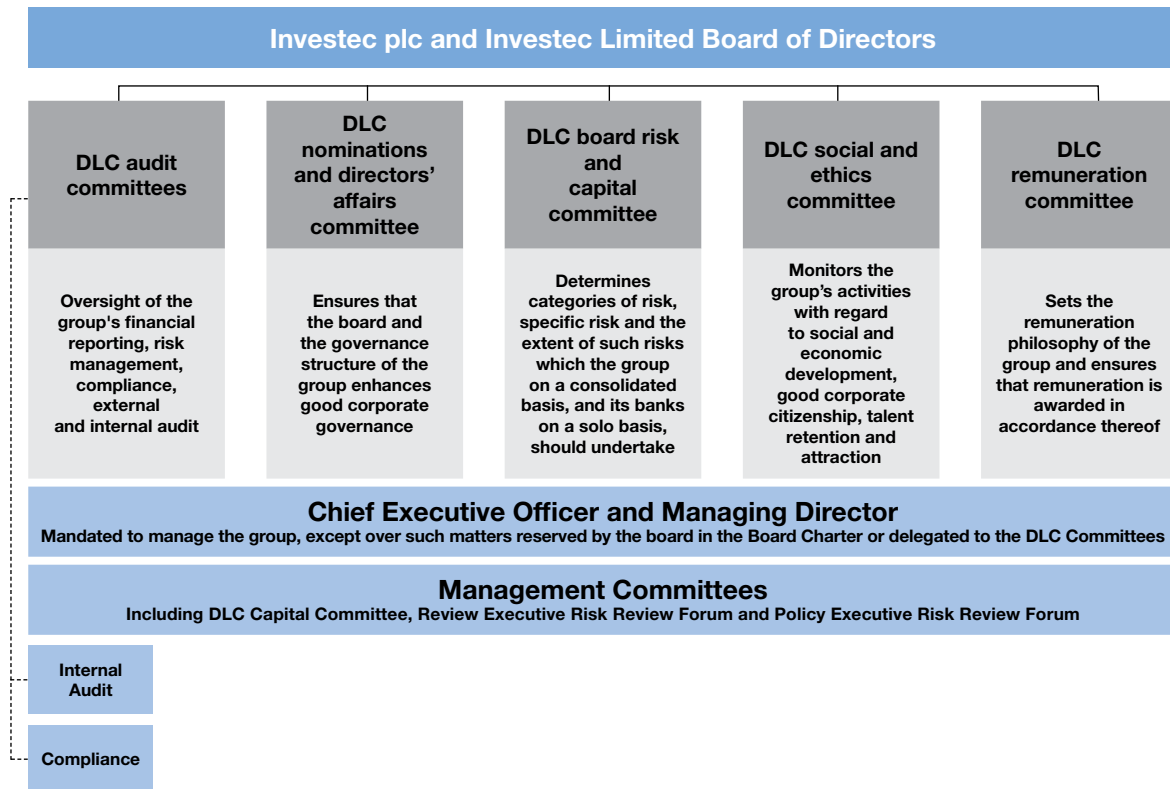 Investec plc and Investec Limited Board of Directors
DLC audit
committees
DLC
nominations
and directors’
affairs
committee
DLC board risk
and
capital
committee
DLC social and
ethics
committee
DLC
remuneration
committee
Oversight of the
group's financial
reporting, risk
management,
compliance,
external
and internal audit
Ensures that
the board and
the governance
structure of the
group enhances
good corporate
governance
Determines
categories of risk,
specific risk and the
extent of such risks
which the group
on a consolidated
basis, and its banks
on a solo basis,
should undertake
Monitors the
group’s activities
with regard
to social and
economic
development,
good corporate
citizenship, talent
retention and
attraction
Sets the
remuneration
philosophy of the
group and ensures
that remuneration is
awarded in
accordance thereof
Chief Executive Officer and Managing Director
Mandated to manage the group, except over such matters reserved by the board in the Board Charter or delegated to the DLC Committees
Management Committees
Including DLC Capital Committee, Review Executive Risk Review Forum and Policy Executive Risk Review Forum
Internal
Audit
Compliance